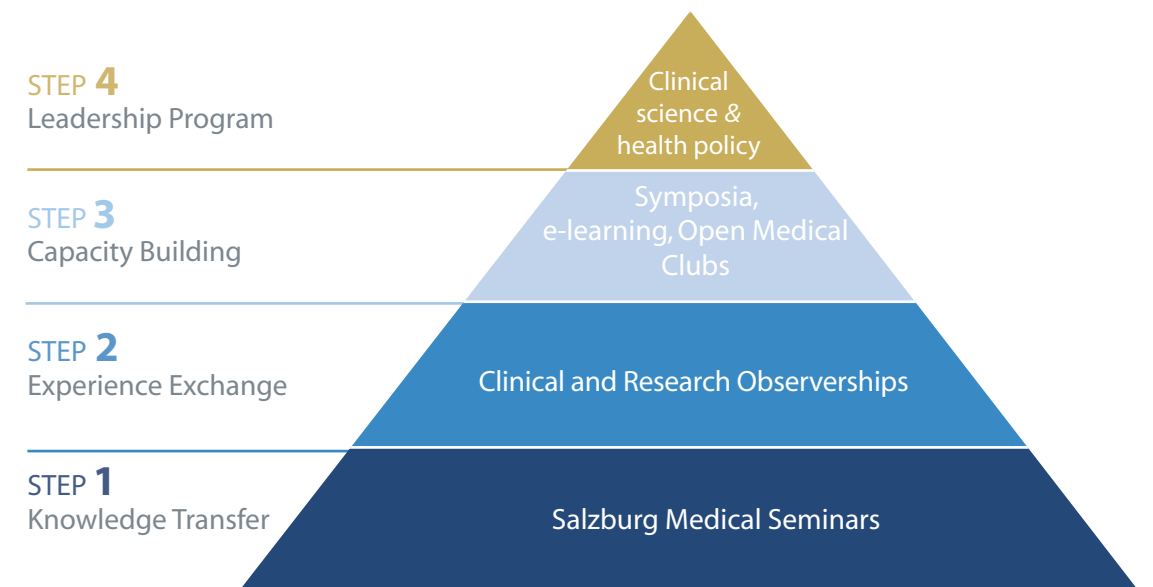 STEP 4
Leadership Program
Clinical
science &
health policy
STEP 3
Capacity Building
Symposia,
e-learning, Open Medical
Clubs
STEP 2
Experience Exchange
Clinical and Research Observerships
STEP 1
Knowledge Transfer
Salzburg Medical Seminars